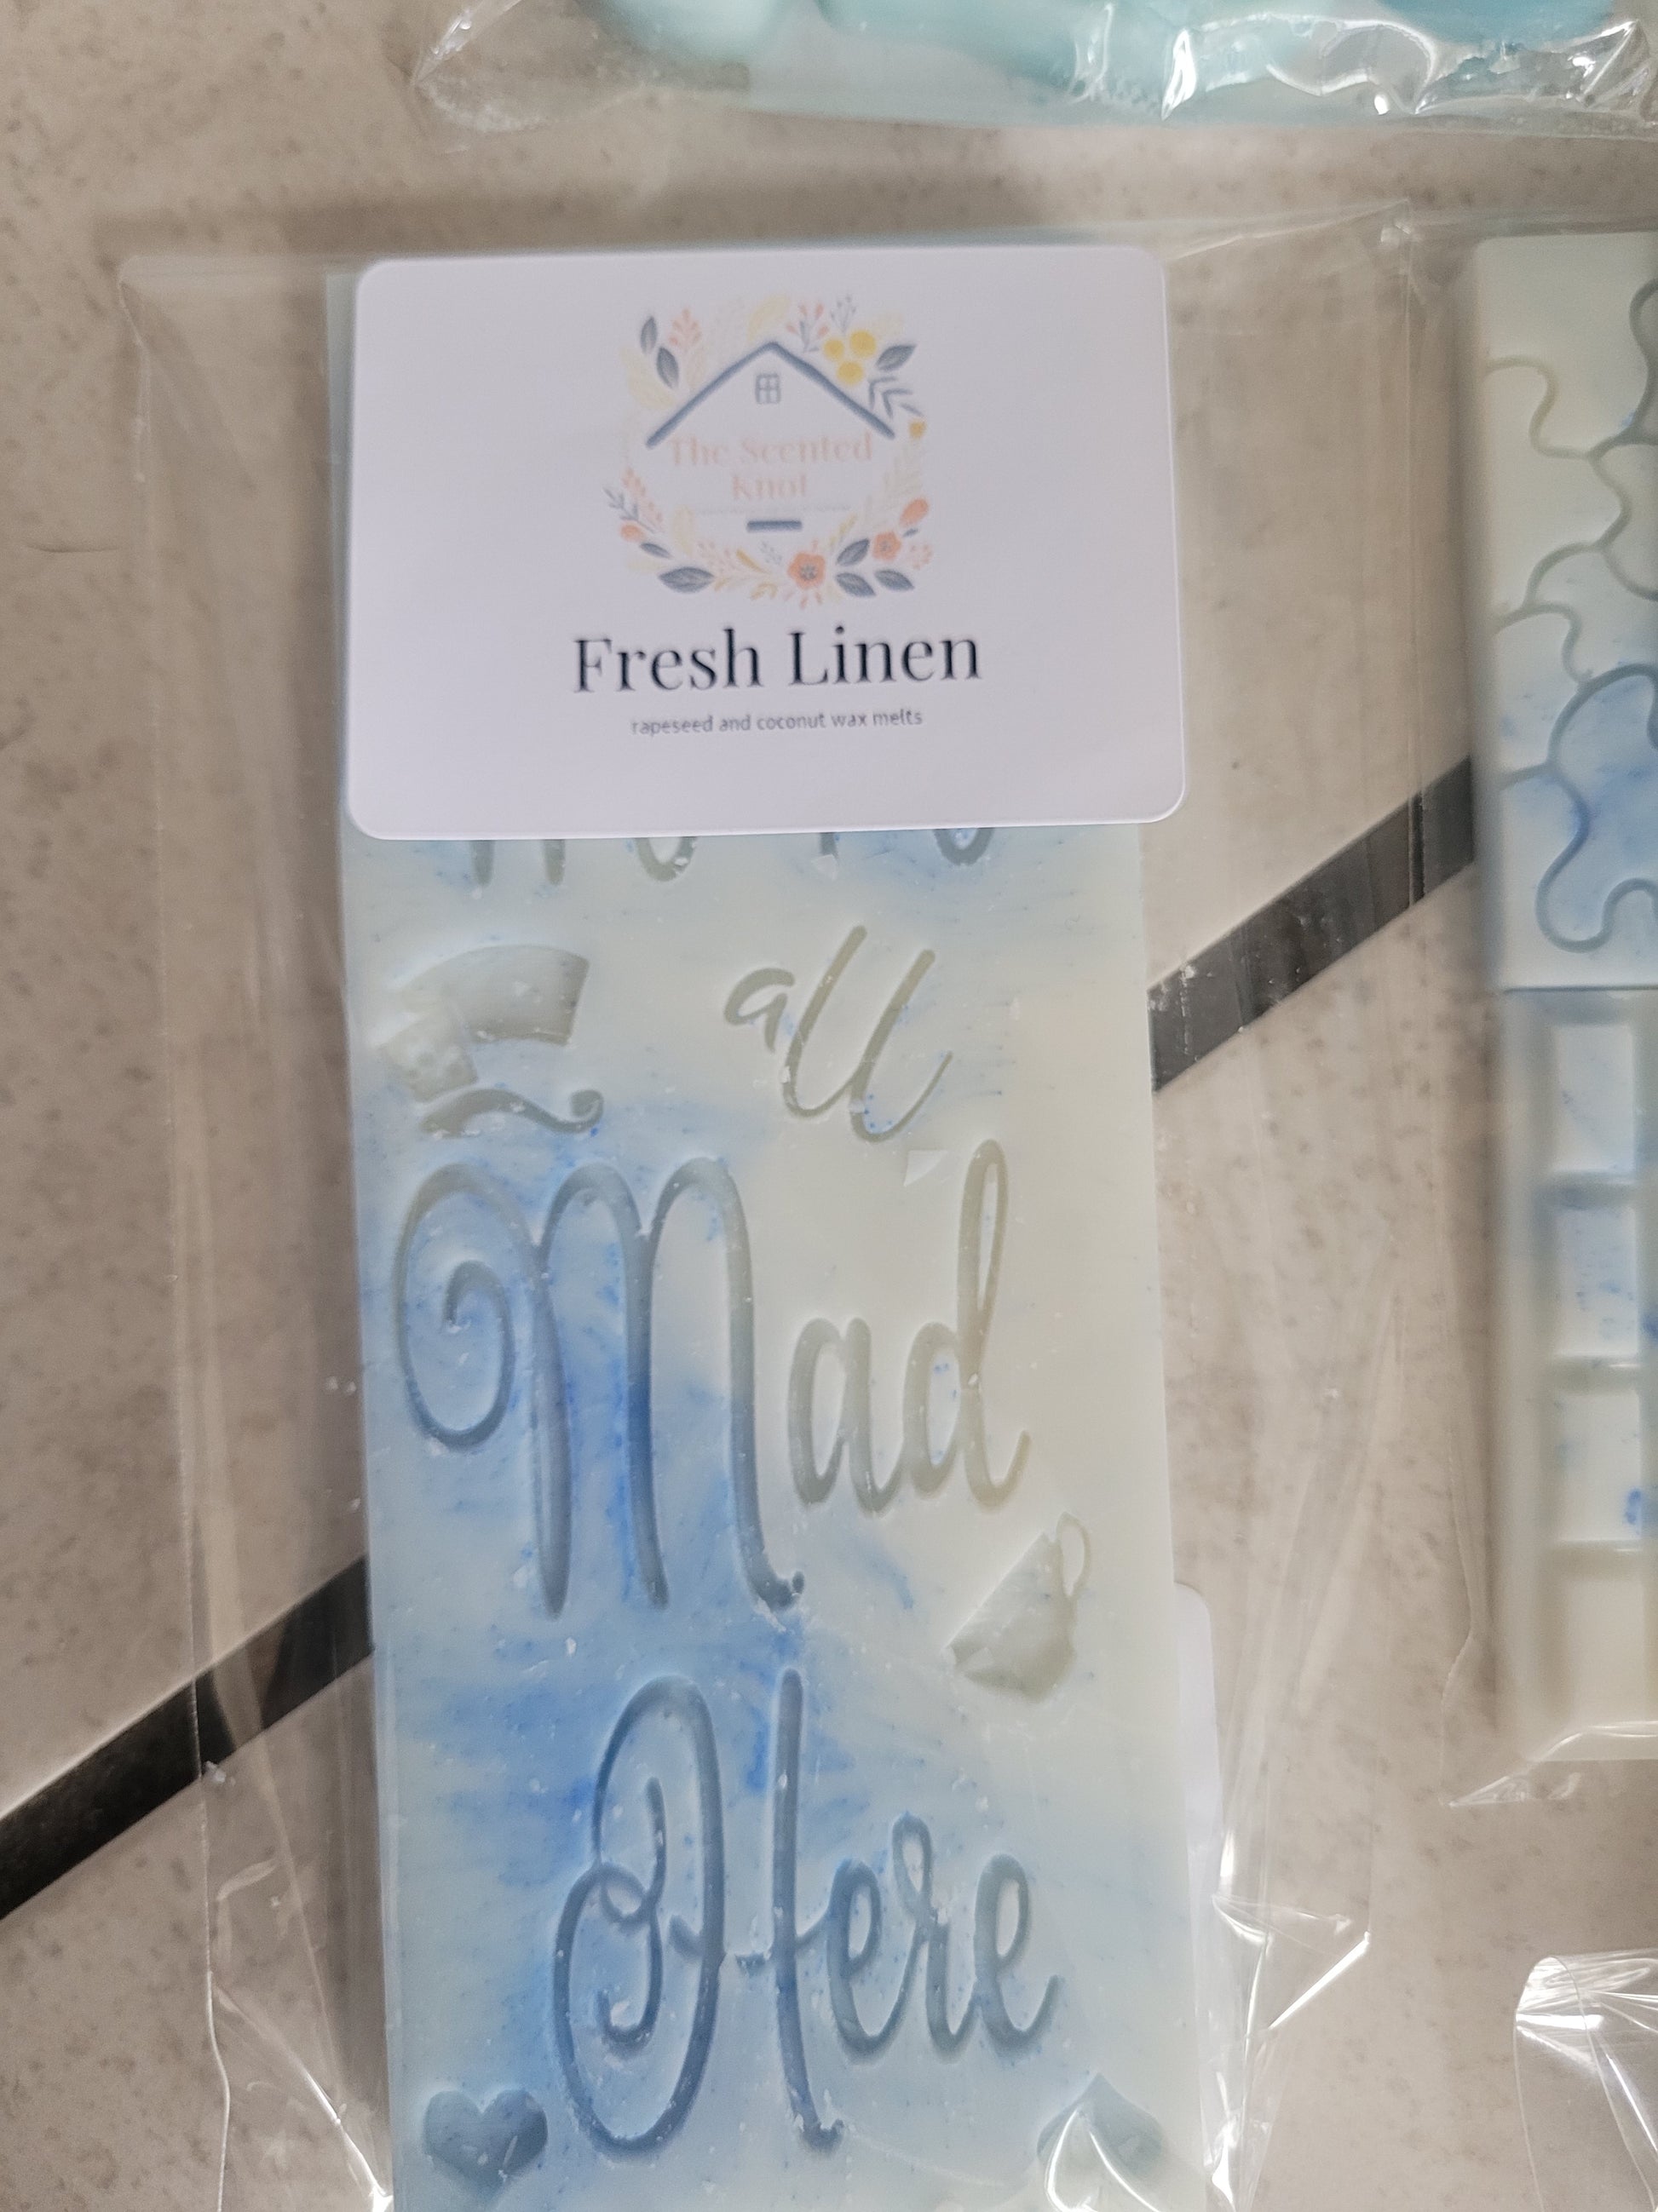 The Scented
Knot
Fresh Linen
rapeseed and coconut wax melts
all
Mad
Here